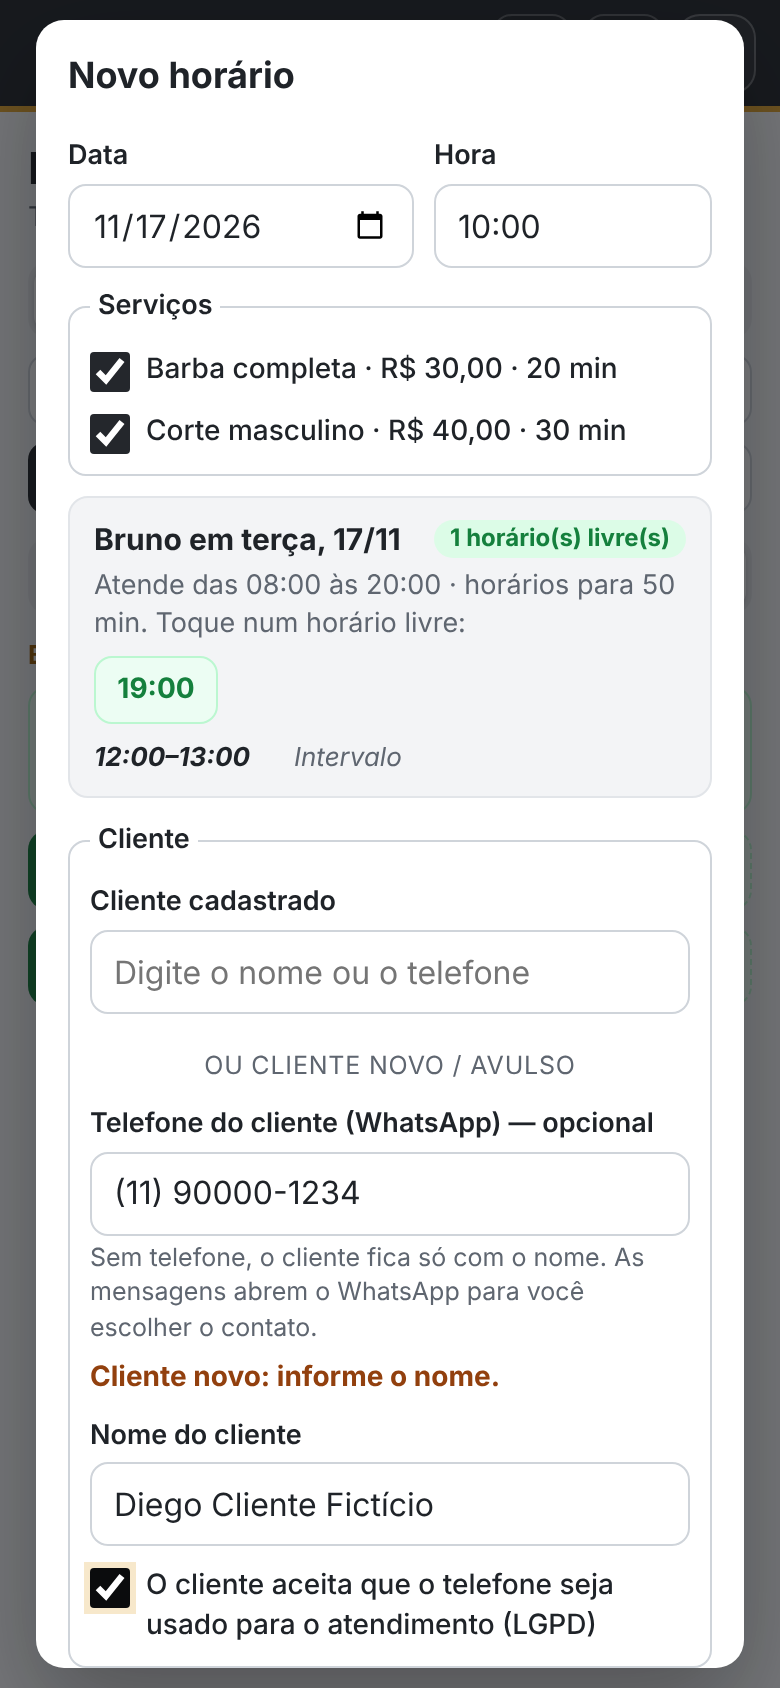 Novo horário
Data
Hora
11/17/2026
10:00
Serviços
Barba completa · R$ 30,00 · 20 min
Corte masculino · R$ 40,00 · 30 min
Bruno em terça, 17/11
1 horário(s) livre(s)
Atende das 08:00 às 20:00 · horários para 50
min. Toque num horário livre:
19:00
12:00–13:00 Intervalo
Cliente
Cliente cadastrado
Digite o nome ou o telefone
OU CLIENTE NOVO / AVULSO
Telefone do cliente (WhatsApp) — opcional
(11) 90000-1234
Sem telefone, o cliente fica só com o nome. As
mensagens abrem o WhatsApp para você
escolher o contato.
Cliente novo: informe o nome.
Nome do cliente
Diego Cliente Fictício
O cliente aceita que o telefone seja
usado para o atendimento (LGPD)